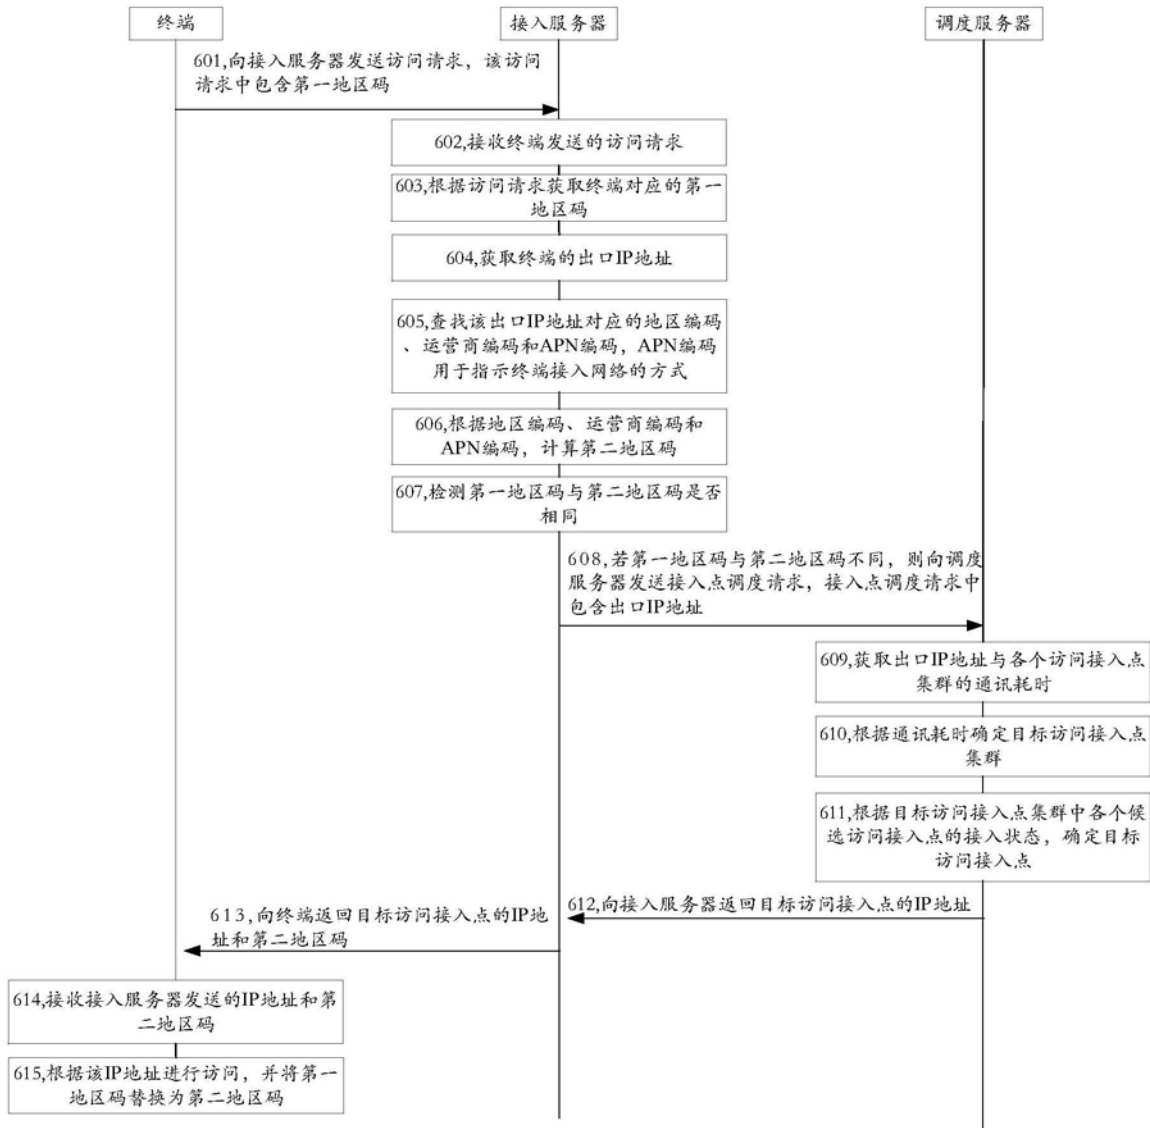 终端
接入服务器
调度服务器
601,向接入服务器发送访问请求，该访问
请求中包含第一地区码
602,接收终端发送的访问请求
603,根据访问请求获取终端对应的第一
地区码
604,获取终端的出口IP地址
605,查找该出口IP地址对应的地区编码
、运营商编码和APN编码，APN编码
用于指示终端接入网络的方式
606,根据地区编码、运营商编码和
APN编码，计算第二地区码
607,检测第一地区码与第二地区码是否
相同
608,若第一地区码与第二地区码不同，则向调度
服务器发送接入点调度请求，接入点调度请求中
包含出口IP地址
609,获取出口IP地址与各个访问接入点
集群的通讯耗时
610,根据通讯耗时确定目标访问接入点
集群
611,根据目标访问接入点集群中各个候
选访问接入点的接入状态，确定目标
访问接入点
612,向接入服务器返回目标访问接入点的IP地址
613,向终端返回目标访问接入点的IP地
址和第二地区码
614,接收接入服务器发送的IP地址和第
二地区码
615,根据该IP地址进行访问，并将第一
地区码替换为第二地区码